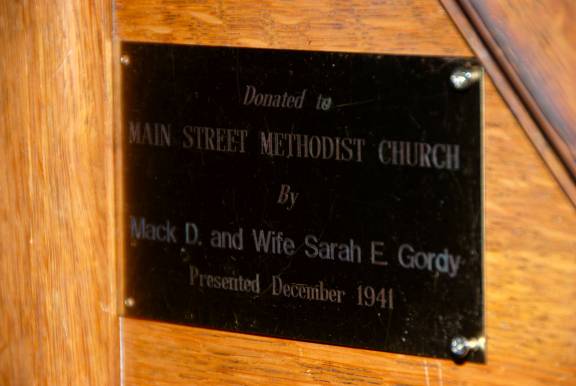 Donated to
MAIN STREET METHODIST CHURCH
By
Mack D. and Wife Sarah E. Gordy
Presented December 1941